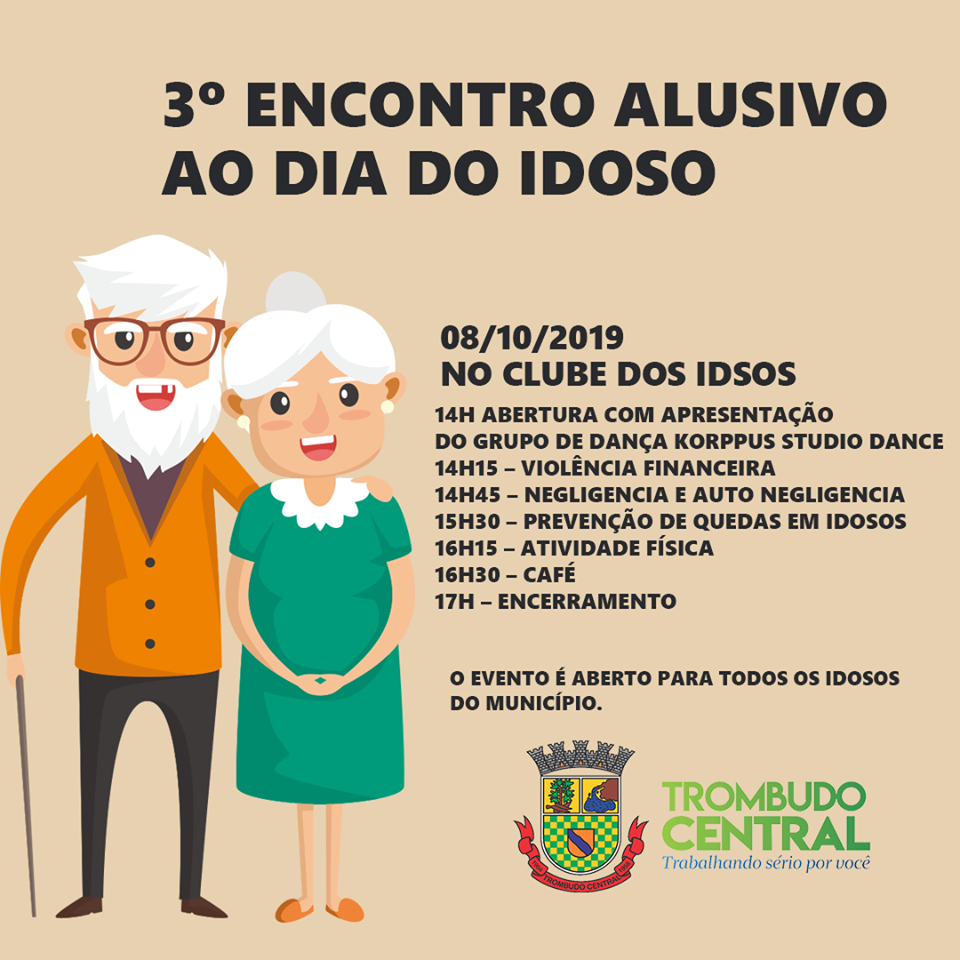 3º ENCONTRO ALUSIVO
AO DIA DO IDOSO
08/10/2019
NO CLUBE DOS IDSOS
14H ABERTURA COM APRESENTAÇÃO
DO GRUPO DE DANÇA KORPPUS STUDIO DANCE
14H15 – VIOLÊNCIA FINANCEIRA
14H45 – NEGLIGENCIA E AUTO NEGLIGENCIA
15H30 – PREVENÇÃO DE QUEDAS EM IDOSOS
16H15 – ATIVIDADE FÍSICA
16H30 – CAFÉ
17H – ENCERRAMENTO
O EVENTO É ABERTO PARA TODOS OS IDOSOS
DO MUNICÍPIO.
TROMBUDO CENTRAL
TROMBUDO
CENTRAL
Trabalhando sério por você